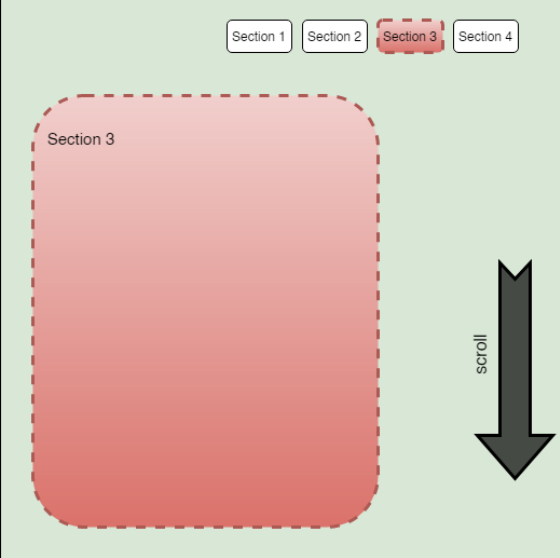 Section 1
Section 2
Section 3
Section 4
Section 3
scroll